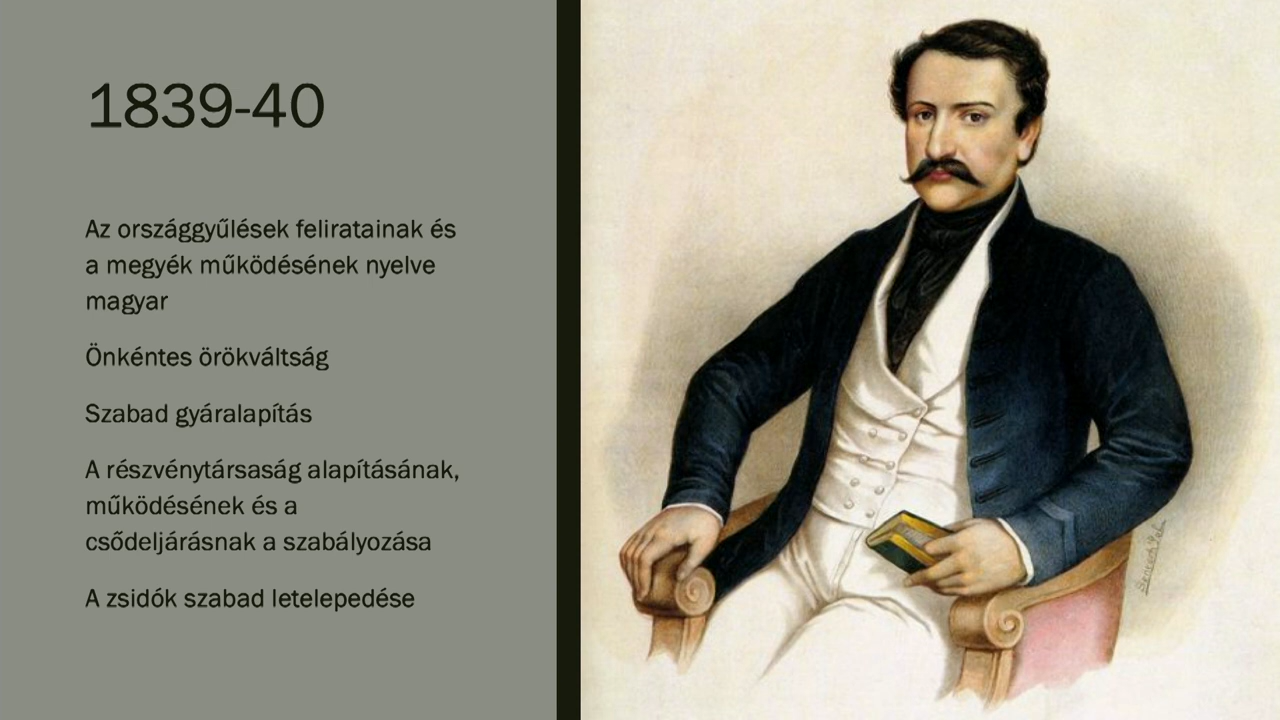 1839-40
Az országgyűlések feliratainak és
a megyék működésének nyelve
magyar
Önkéntes örökváltság
Szabad gyáralapítás
A részvénytársaság alapításának,
működésének és a
csődeljárásnak a szabályozása
A zsidók szabad letelepedése